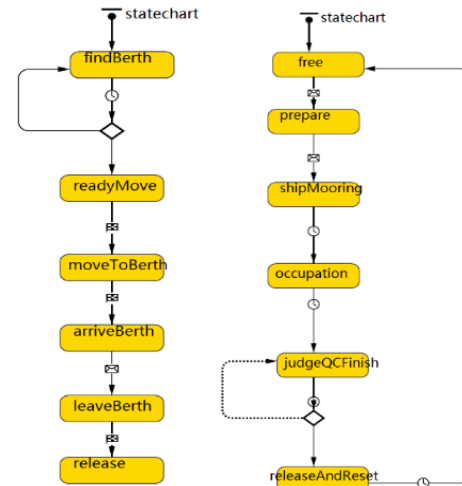 statechart
findBerth
readyMove
moveToBerth
arriveBerth
leaveBerth
release
statechart
free
prepare
shipMooring
occupation
judgeQCFinish
releaseAndReset